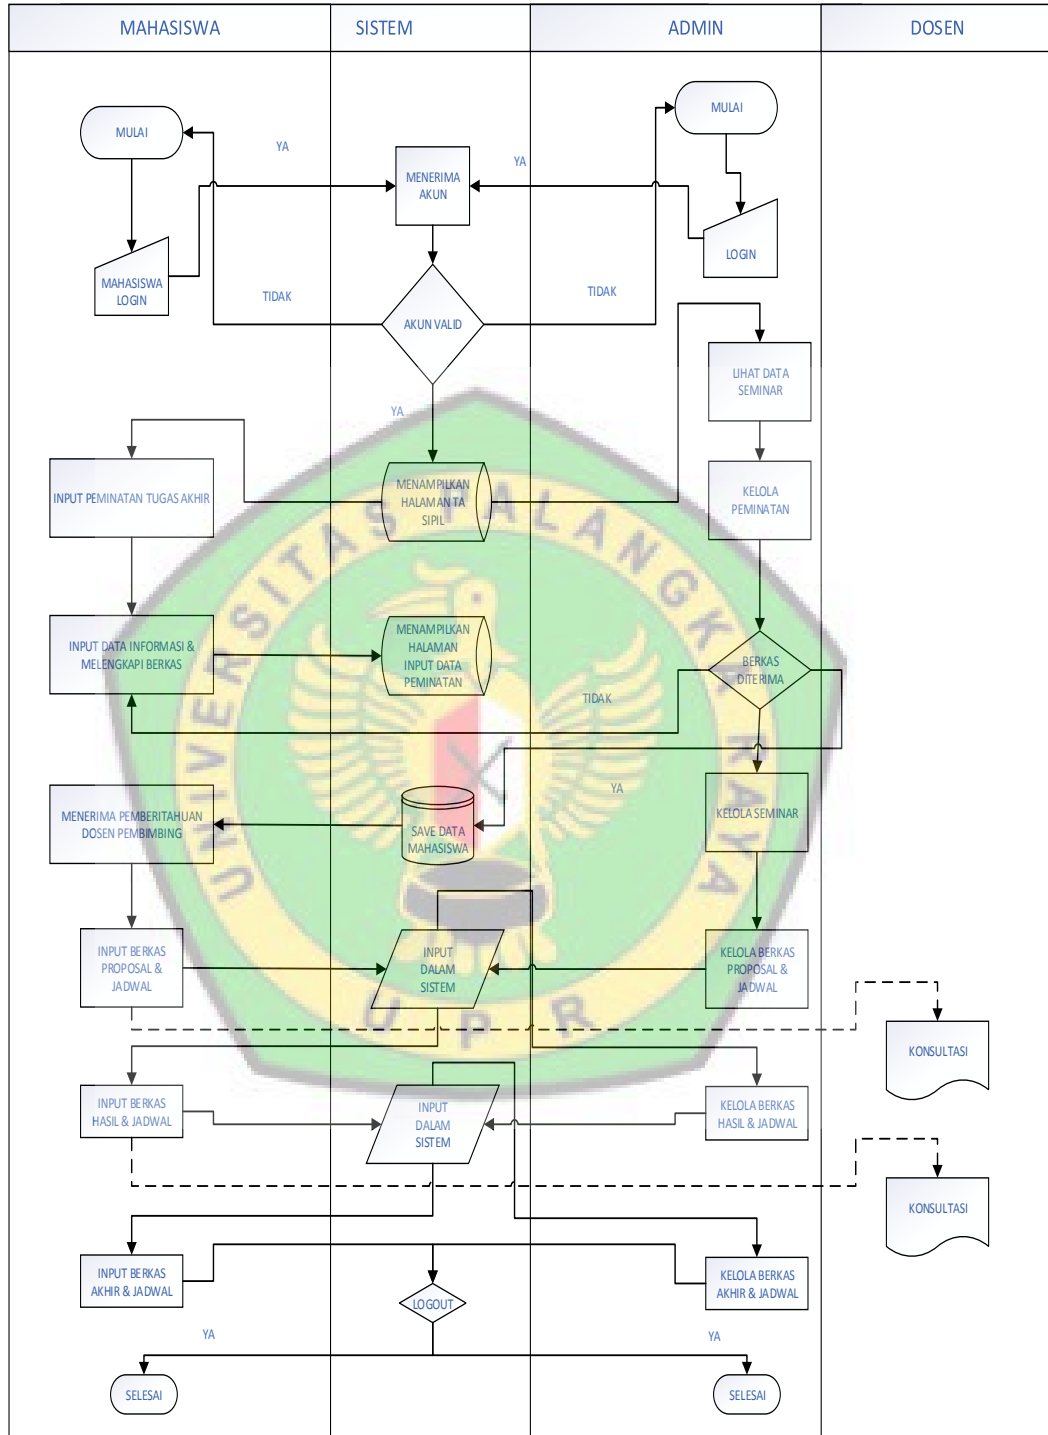 MAHASISWA
SISTEM
ADMIN
DOSEN
MULAI
MULAI
YA
YA
MENERIMA
AKUN
LOGIN
MAHASISWA
LOGIN
TIDAK
TIDAK
AKUN VALID
LIHAT DATA
SEMINAR
YA
INPUT PEMINATAN TUGAS AKHIR
MENAMPILKAN
HALAMAN TA
SIPIL
KELOLA
PEMINATAN
INPUT DATA INFORMASI &
MELENGKAPI BERKAS
MENAMPILKAN
HALAMAN
INPUT DATA
PEMINATAN
BERKAS
DITERIMA
TIDAK
YA
MENERIMA PEMBERITAHUAN
DOSEN PEMBIMBING
SAVE DATA
MAHASISWA
KELOLA SEMINAR
INPUT BERKAS
PROPOSAL &
JADWAL
INPUT
DALAM
SISTEM
KELOLA BERKAS
PROPOSAL &
JADWAL
KONSULTASI
INPUT BERKAS
HASIL & JADWAL
INPUT
DALAM
SISTEM
KELOLA BERKAS
HASIL & JADWAL
KONSULTASI
INPUT BERKAS
AKHIR & JADWAL
LOGOUT
KELOLA BERKAS
AKHIR & JADWAL
YA
YA
SELESAI
SELESAI
UNIVERSITAS PALANGKA RAYA
UPR